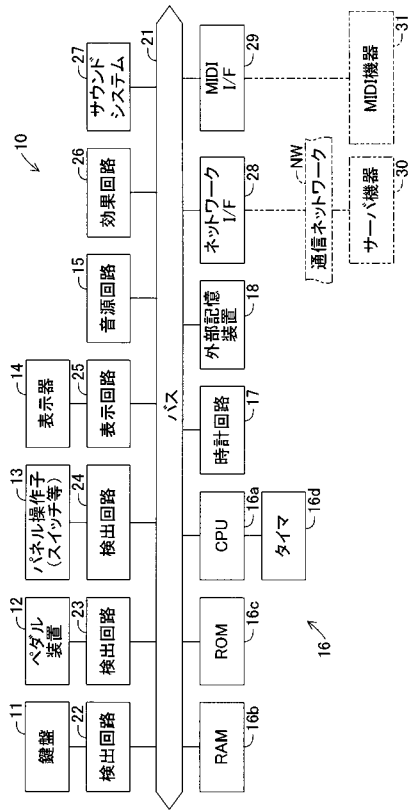 10
11
鍵盤
22
検出回路
12
ペダル
装置
23
検出回路
13
パネル操作子
(スイッチ等)
24
検出回路
14
表示器
25
表示回路
15
音源回路
26
効果回路
27
サウンド
システム
21
バス
RAM
16b
ROM
16c
CPU
16a
タイマ
16d
16
時計回路
17
外部記憶
装置
18
ネットワーク
I/F
28
MIDI
I/F
29
NW
通信ネットワーク
サーバ機器
30
MIDI機器
31